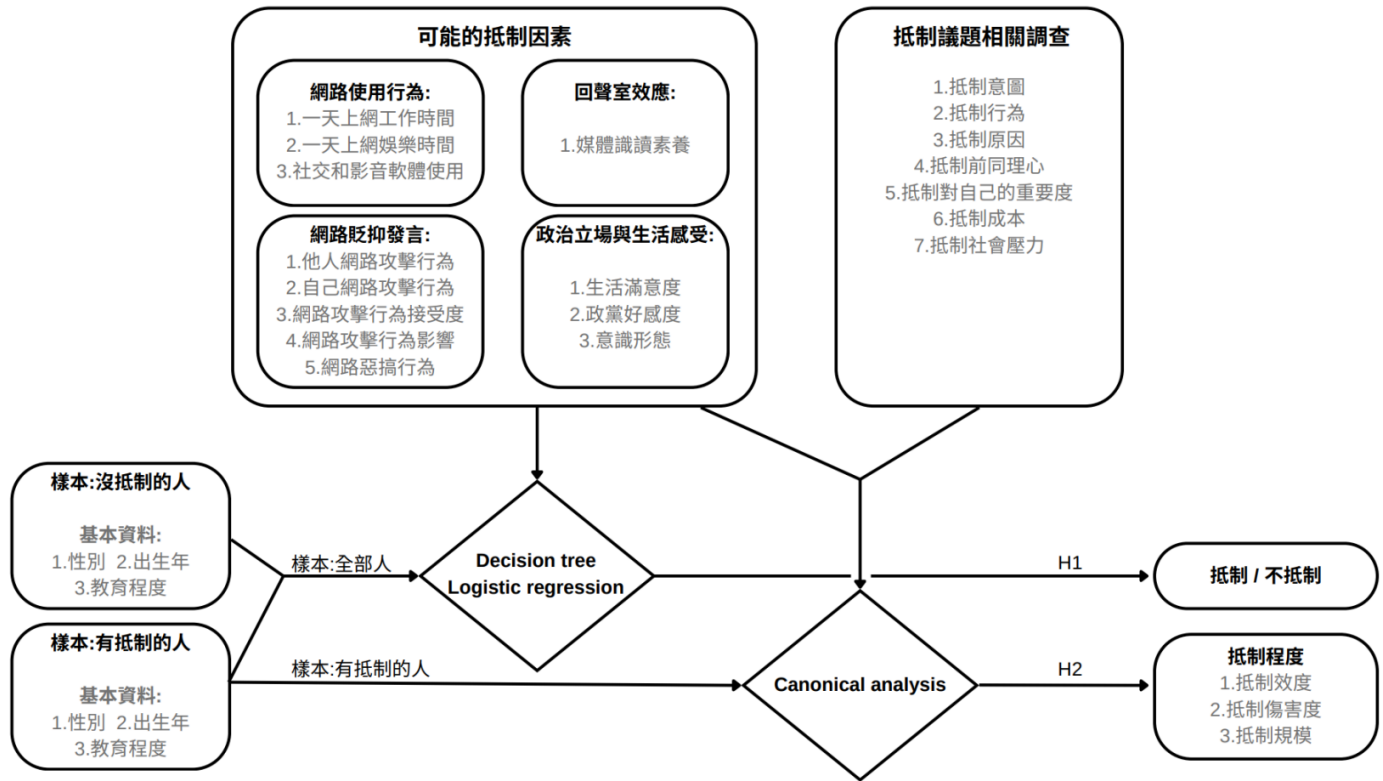 可能的抵制因素
網路使用行為:
1.一天上網工作時間
2.一天上網娛樂時間
3.社交和影音軟體使用
回聲室效應:
1.媒體識讀素養
網路貶抑發言:
1.他人網路攻擊行為
2.自己網路攻擊行為
3.網路攻擊行為接受度
4.網路攻擊行為影響
5.網路惡搞行為
政治立場與生活感受:
1.生活滿意度
2.政黨好感度
3.意識形態
抵制議題相關調查
1.抵制意圖
2.抵制行為
3.抵制原因
4.抵制前同理心
5.抵制對自己的重要度
6.抵制成本
7.抵制社會壓力
樣本:沒抵制的人
基本資料:
1.性別 2.出生年
3.教育程度
樣本:有抵制的人
基本資料:
1.性別 2.出生年
3.教育程度
樣本:全部人
Decision tree
Logistic regression
H1
抵制 / 不抵制
樣本:有抵制的人
Canonical analysis
H2
抵制程度
1.抵制效度
2.抵制傷害度
3.抵制規模